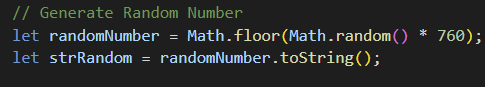 // Generate Random Number
let randomNumber = Math.floor(Math.random() * 760);
let strRandom = randomNumber.toString();